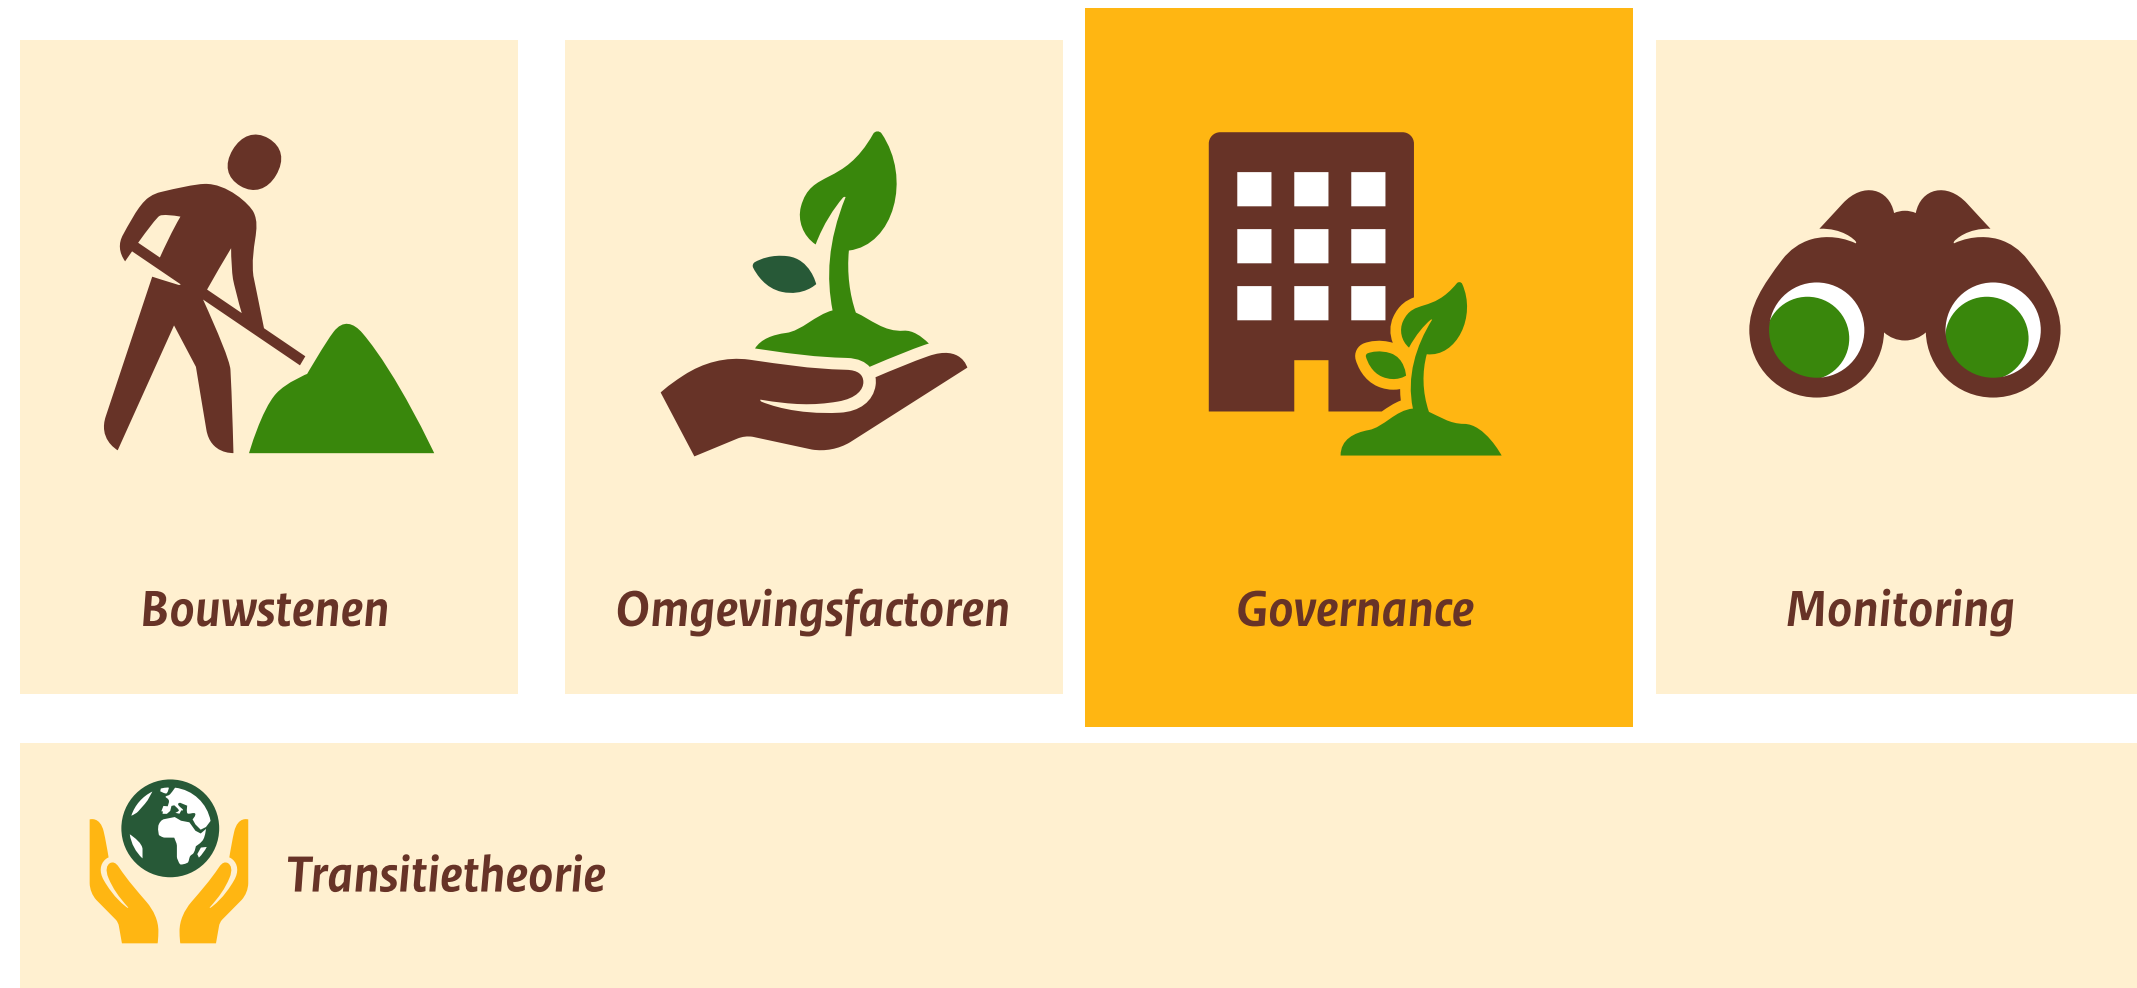 Bouwstenen
Omgevingsfactoren
Governance
Monitoring
Transitietheorie